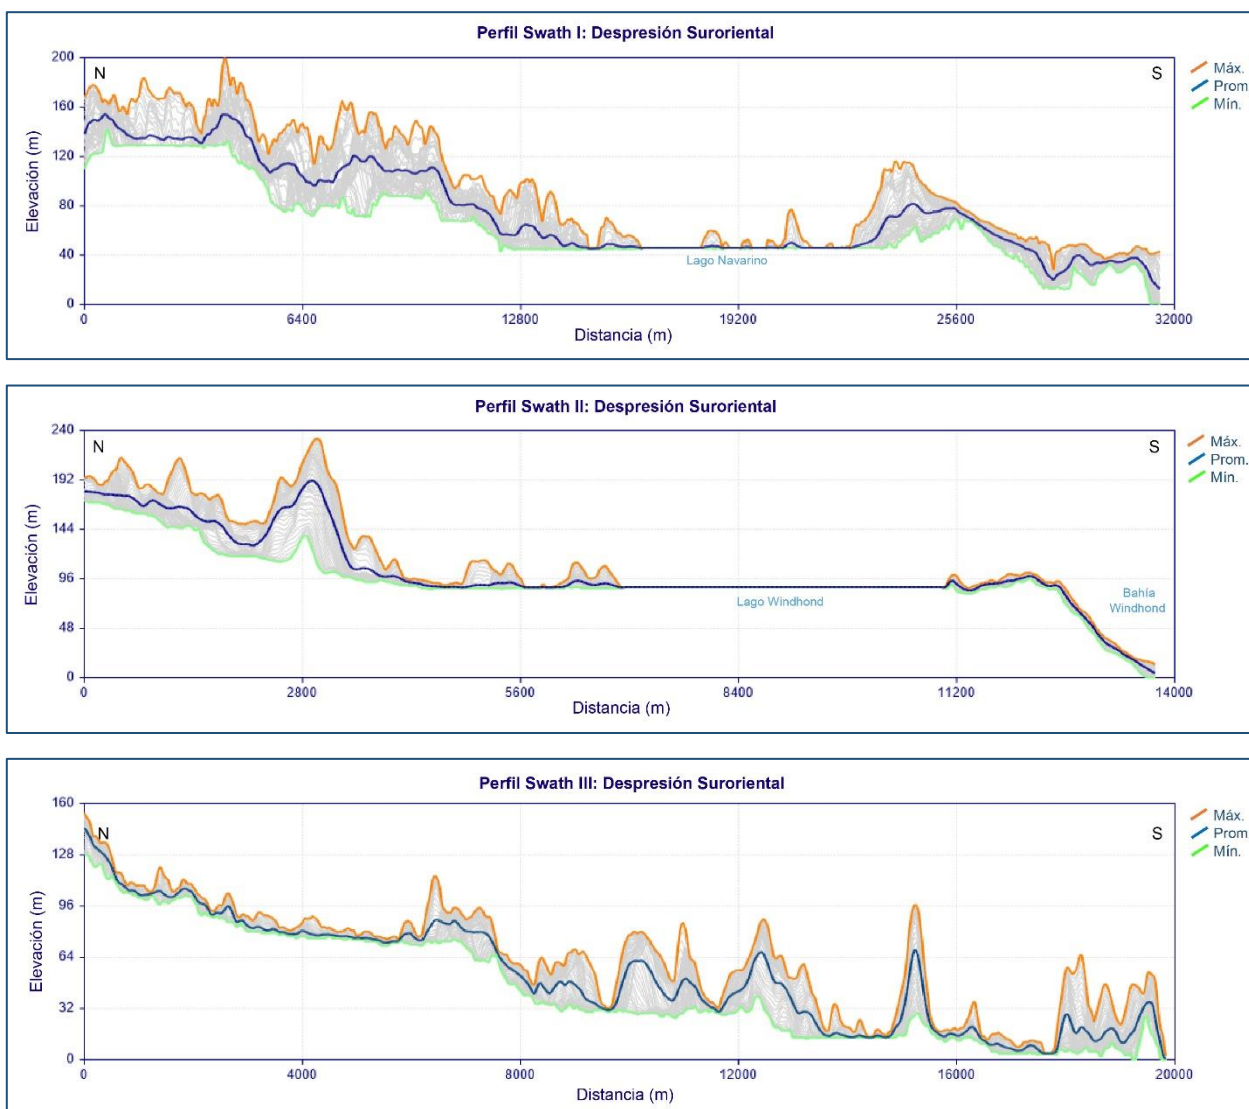 Perfil Swath I: Despresión Suroriental
200
N
S
Máx.
Prom
Mín.
160
120
80
40
0
Elevación (m)
Lago Navarino
0
6400
12800
19200
25600
32000
Distancia (m)
Perfil Swath II: Despresión Suroriental
240
N
S
Máx.
Prom.
Mín.
192
144
96
48
0
Elevación (m)
Lago Windhond
Bahía
Windhond
0
2800
5600
8400
11200
14000
Distancia (m)
Perfil Swath III: Despresión Suroriental
160
N
S
Máx.
Prom
Mín.
128
96
64
32
0
Elevación (m)
0
4000
8000
12000
16000
20000
Distancia (m)